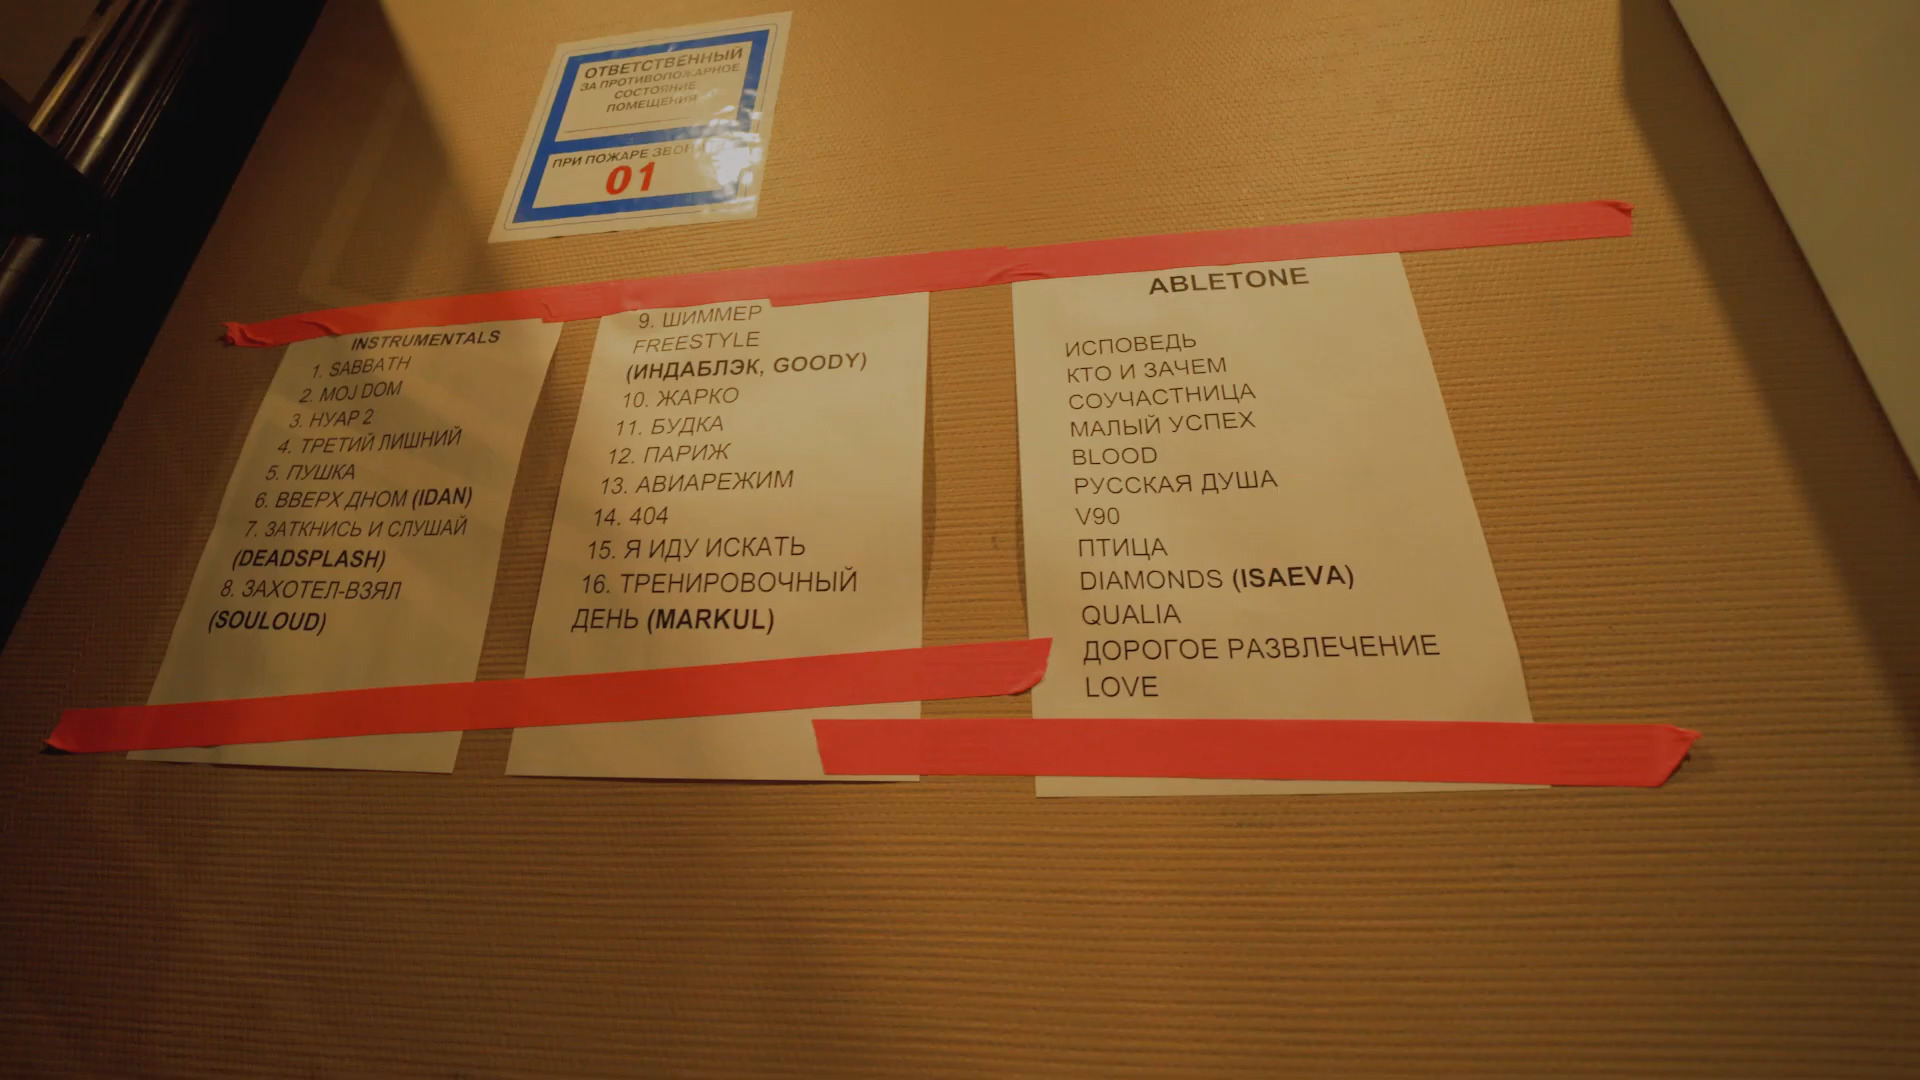 ОТВЕТСТВЕННЫЙ
ЗА ПРОТИВОПОЖАРНОЕ
СОСТОЯНИЕ
ПОМЕЩЕНИЯ
ПРИ ПОЖАРЕ
01
INSTRUMENTALS
1. SABBATH
2. MOJ DOM
3. НУАР 2
4. ТРЕТИЙ ЛИШНИЙ
5. ПУШКА
6. ВВЕРХ ДНОМ (IDAN)
7. ЗАТКНИСЬ И СЛУШАЙ
(DEADSPLASH)
8. ЗАХОТЕЛ-ВЗЯЛ
(SOULOUD)
9. ШИММЕР
FREESTYLE
(ИНДАБЛЭК, GOODY)
10. ЖАРКО
11. БУДКА
12. ПАРИЖ
13. АВИАРЕЖИМ
14. 404
15. Я ИДУ ИСКАТЬ
16. ТРЕНИРОВОЧНЫЙ
ДЕНЬ (MARKUL)
ABLETONE
ИСПОВЕДЬ
КТО И ЗАЧЕМ
СОУЧАСТНИЦА
МАЛЫЙ УСПЕХ
BLOOD
РУССКАЯ ДУША
V90
ПТИЦА
DIAMONDS (ISAEVA)
QUALIA
ДОРОГОЕ РАЗВЛЕЧЕНИЕ
LOVE